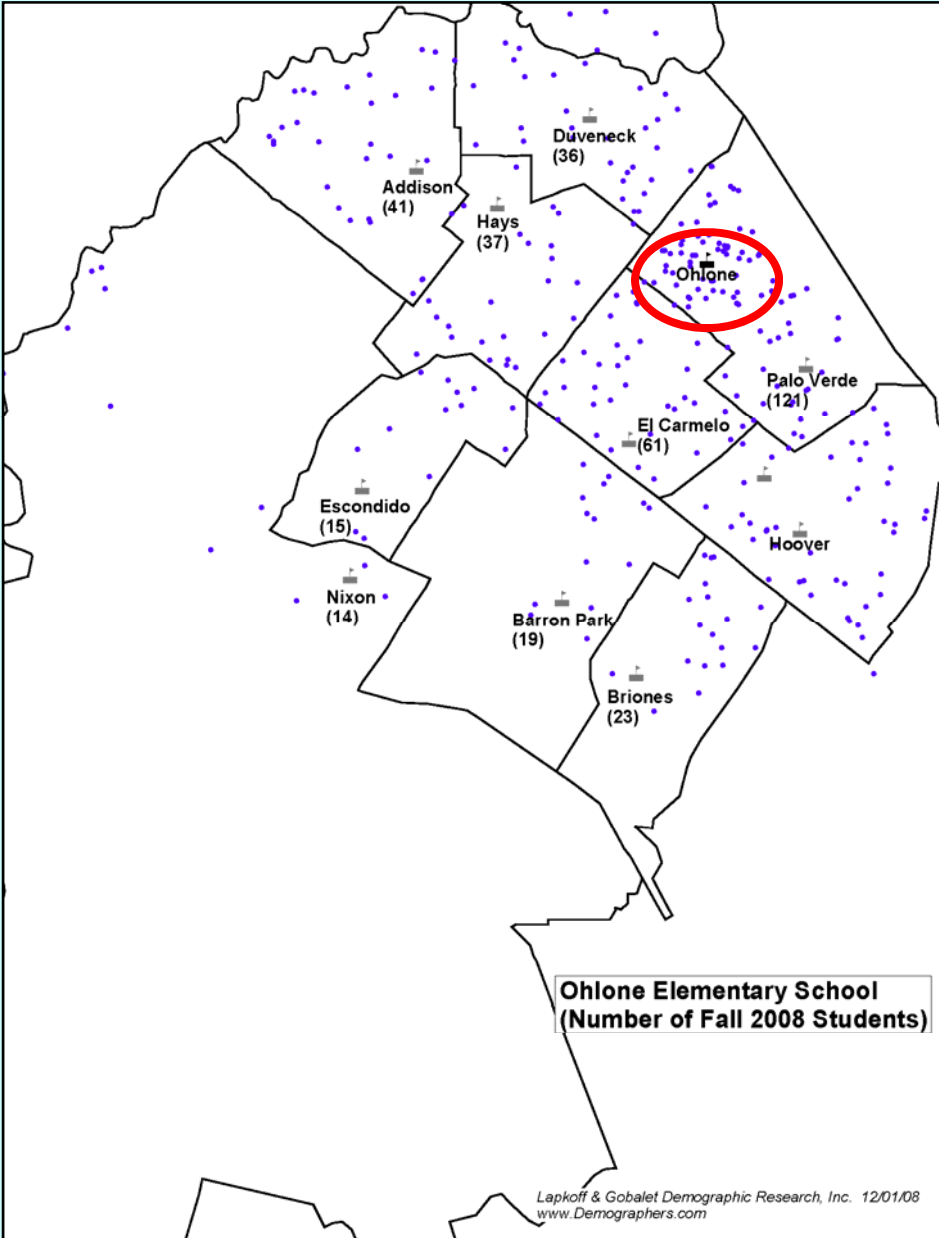 Duveneck
(36)
Addison
(41)
Hays
(37)
Ohlone
Palo Verde
(121)
El Carmelo
(61)
Escondido
(15)
Hoover
Nixon
(14)
Barron Park
(19)
Briones
(23)
Ohlone Elementary School
(Number of Fall 2008 Students)
Lapkoff & Gobalet Demographic Research, Inc. 12/01/08
www.Demographers.com